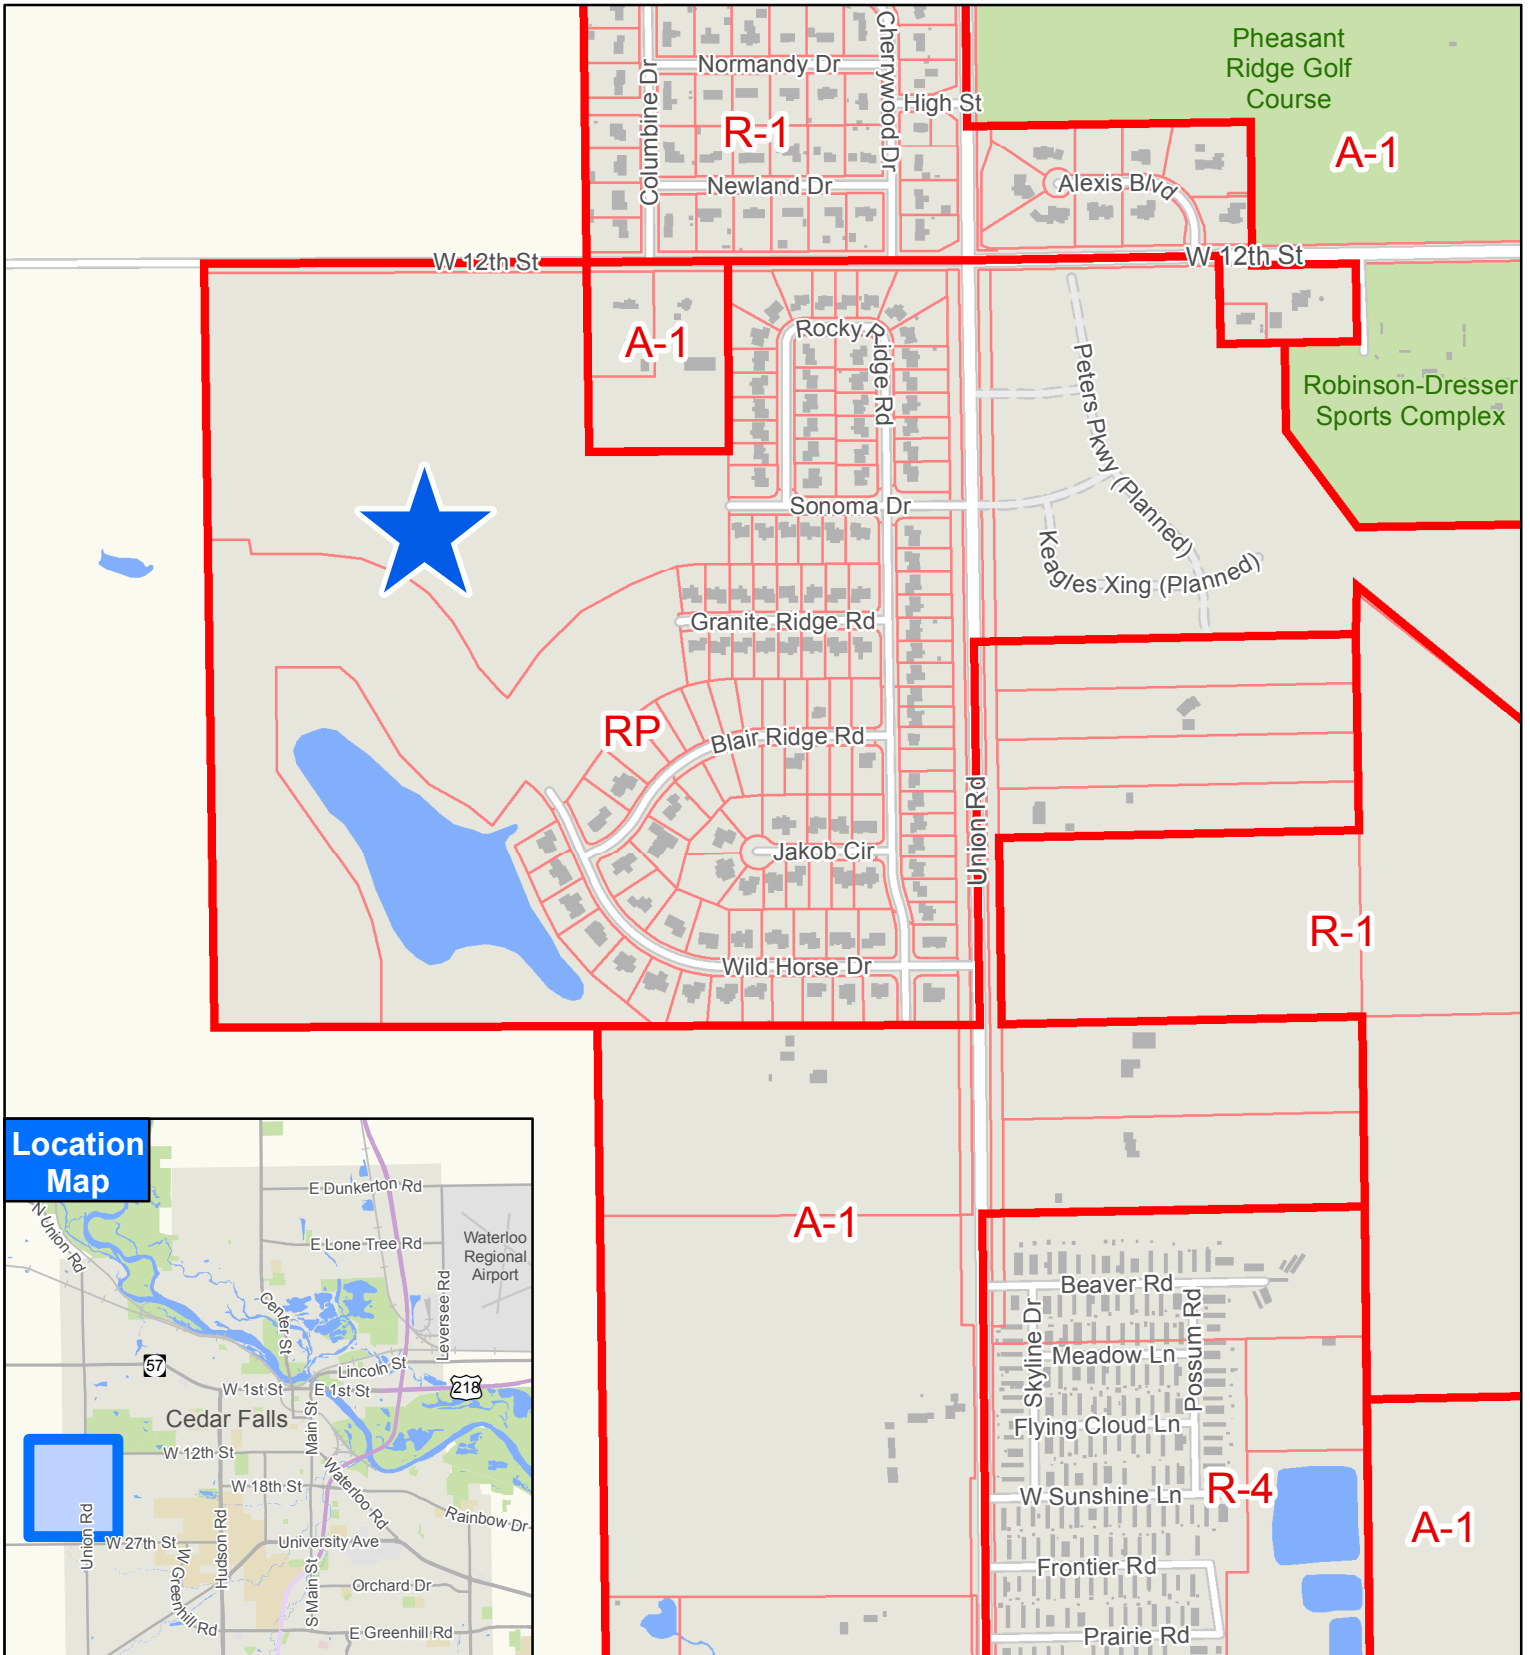 Pheasant
Ridge Golf
Course
Normandy Dr
Columbine Dr
Cherrywood Dr
High St
R-1
A-1
Newland Dr
Alexis Blvd
W 12th St
W 12th St
A-1
Rocky Ridge Rd
Peters Pkwy (Planned)
Robinson-Dresser
Sports Complex
Sonoma Dr
Keagles Xing (Planned)
Granite Ridge Rd
RP
Blair Ridge Rd
Union Rd
Jakob Cir
R-1
Wild Horse Dr
A-1
Beaver Rd
Skyline Dr
Possum Rd
Meadow Ln
Flying Cloud Ln
W Sunshine Ln
R-4
A-1
Frontier Rd
Prairie Rd
Location
Map
E Dunkerton Rd
N Union Rd
E Lone Tree Rd
Waterloo
Regional
Airport
Leversee Rd
Center St
57
Lincoln St
W 1st St
E 1st St
218
Cedar Falls
Main St
W 12th St
W 18th St
Waterloo Rd
Rainbow Dr
Union Rd
W 27th St
Hudson Rd
University Ave
W Greenhill Rd
S Main St
Orchard Dr
E Greenhill Rd